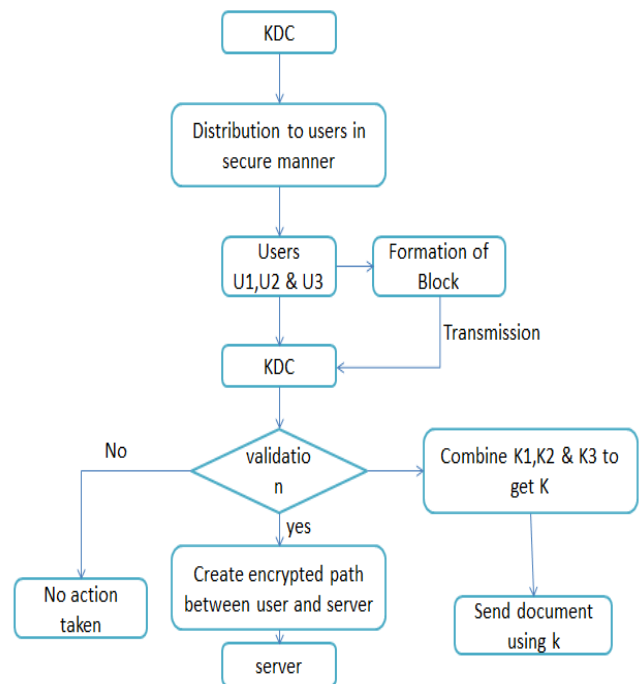 KDC
Distribution to users in
secure manner
Users
U1,U2 & U3
Formation of
Block
Transmission
KDC
No
validatio
n
Combine K1,K2 & K3 to
get K
yes
No action
taken
Create encrypted path
between user and server
Send document
using k
server